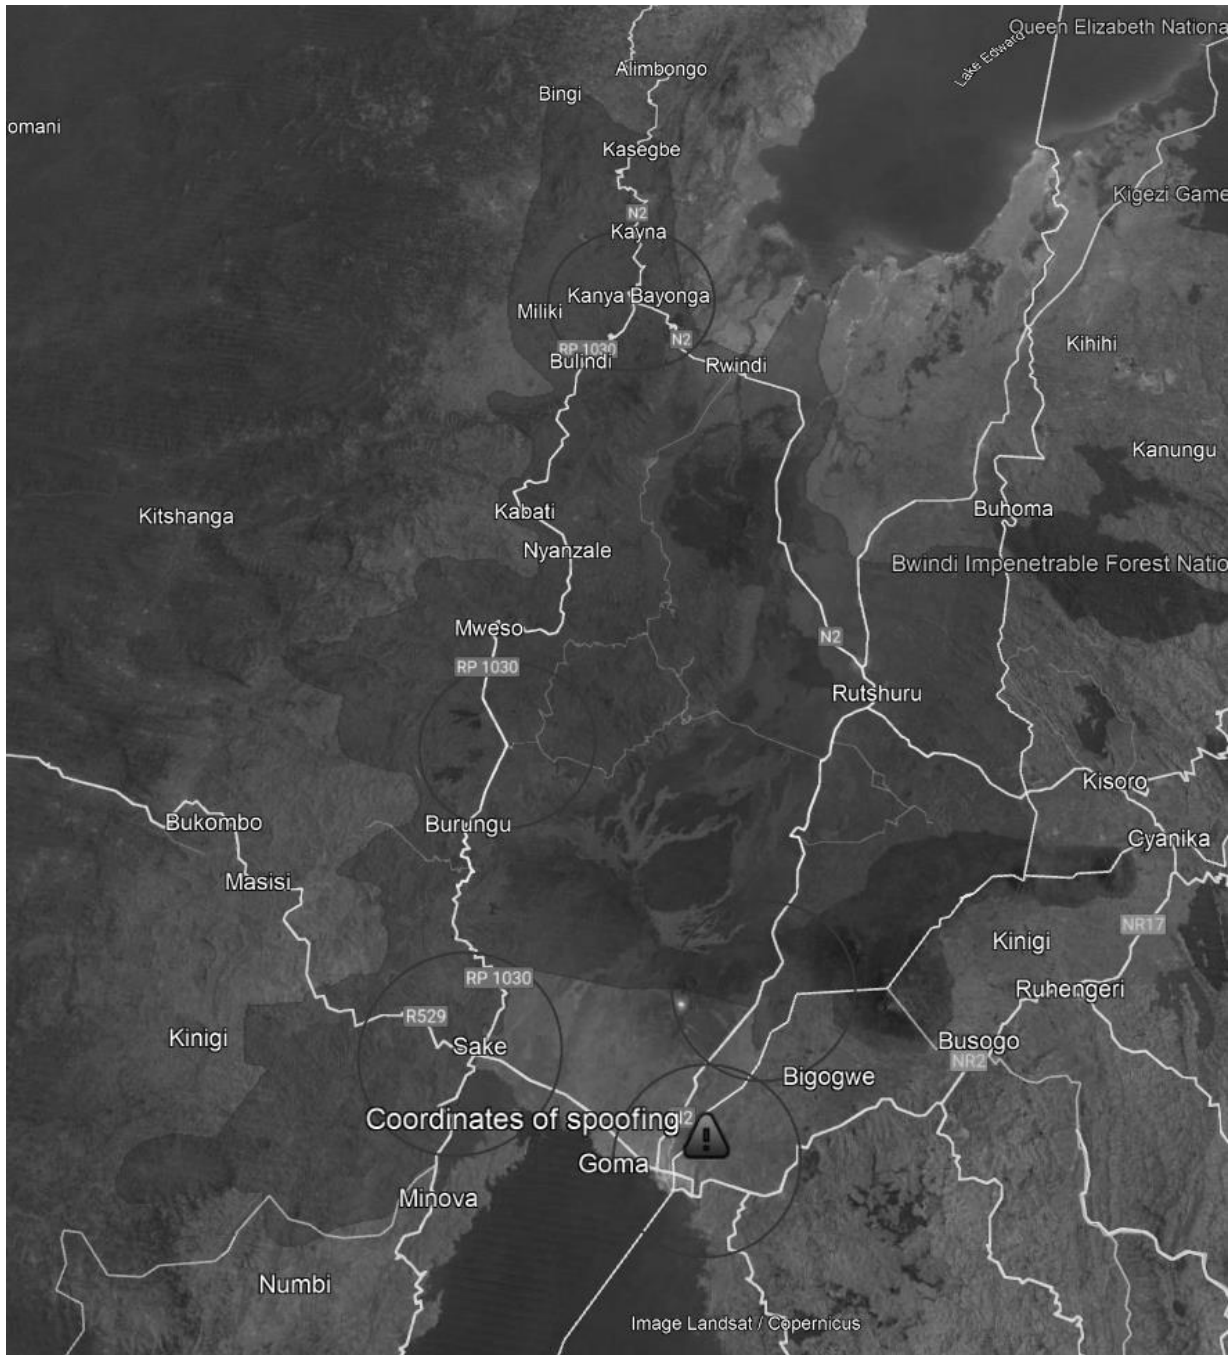 Queen Elizabeth Nationa
Lake Edward
Alimbongo
Bingi
omani
Kasegbe
Kigezi Game
N2
Kayna
Kanya Bayonga
Miliki
N2
RP 1030
Kihihi
Bulindi
Rwindi
Kanungu
Kabati
Buhoma
Kitshanga
Nyanzale
Bwindi Impenetrable Forest Natio
Mweso
N2
RP 1030
Rutshuru
Kisoro
Bukombo
Burungu
Cyanika
Masisi
NR17
Kinigi
RP 1030
Ruhengeri
R529
Kinigi
Sake
Busogo
NR2
Bigogwe
Coordinates of spoofing
2
Goma
Minova
Numbi
Image Landsat / Copernicus